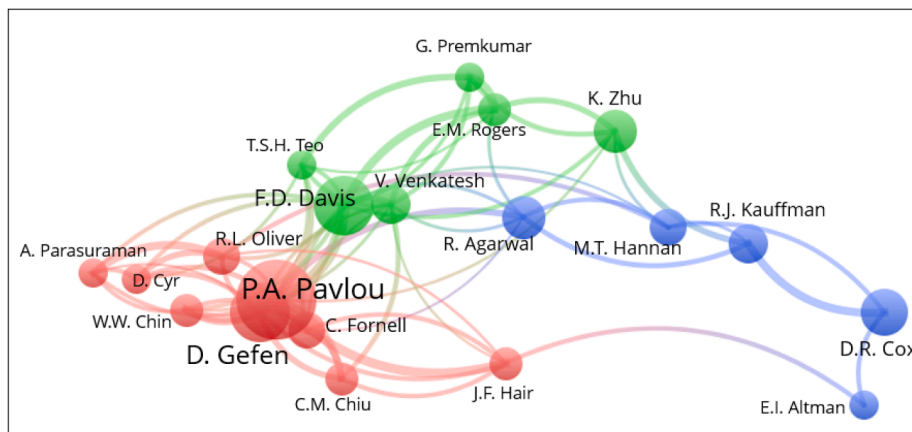 G. Premkumar
K. Zhu
E.M. Rogers
T.S.H. Teo
V. Venkatesh
F.D. Davis
R.J. Kauffman
R.L. Oliver
R. Agarwal
M.T. Hannan
A. Parasuraman
D. Cyr
P.A. Pavlou
W.W. Chin
C. Fornell
D.R. Cox
D. Gefen
J.F. Hair
C.M. Chiu
E.I. Altman